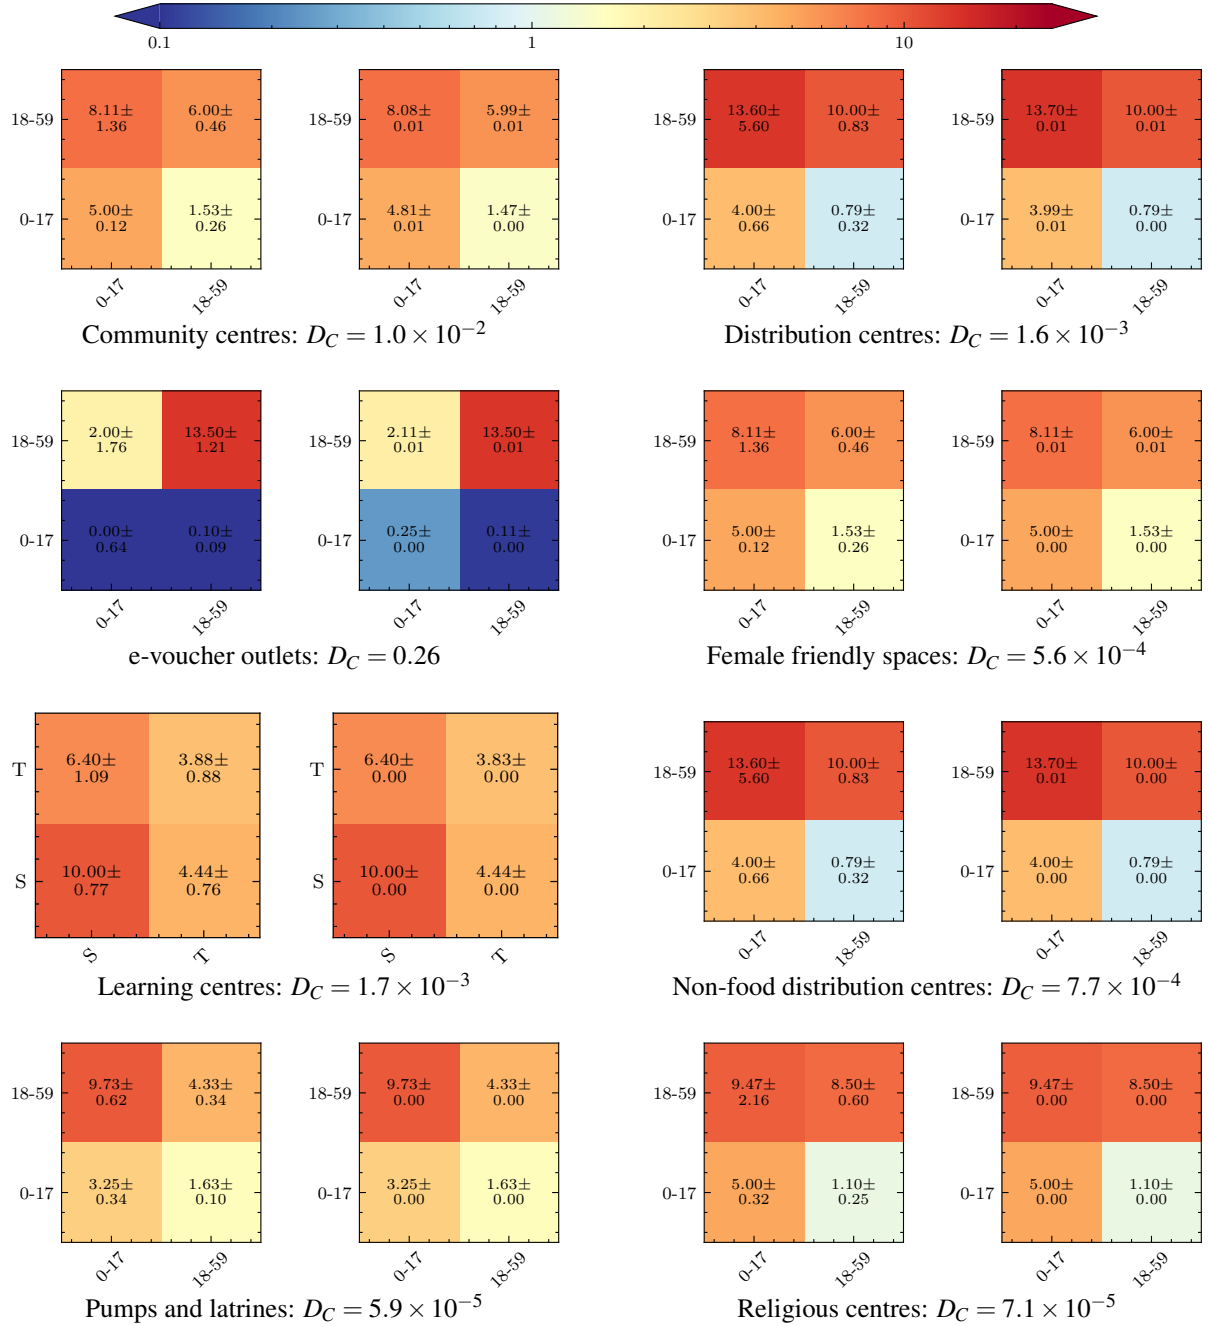 0.1 1 10
18-59 8.11± 6.00± 8.08± 5.99±
1.36 0.46 0.01 0.01
0-17 5.00± 1.53± 4.81± 1.47±
0.12 0.26 0.01 0.00
0-17 18-59 0-17 18-59
Community centres: D_C = 1.0 × 10⁻²
18-59 13.60± 10.00± 18-59 13.70± 10.00±
5.60 0.83 0.01 0.01
0-17 4.00± 0.79± 0-17 3.99± 0.79±
0.66 0.32 0.01 0.00
0-17 18-59 0-17 18-59
Distribution centres: D_C = 1.6 × 10⁻³
18-59 2.00± 13.50± 18-59 2.11± 13.50±
1.76 1.21 0.01 0.01
0-17 0.00± 0.10± 0-17 0.25± 0.11±
0.64 0.09 0.00 0.00
0-17 18-59 0-17 18-59
e-voucher outlets: D_C = 0.26
18-59 8.11± 6.00± 18-59 8.11± 6.00±
1.36 0.46 0.01 0.01
0-17 5.00± 1.53± 0-17 5.00± 1.53±
0.12 0.26 0.00 0.00
0-17 18-59 0-17 18-59
Female friendly spaces: D_C = 5.6 × 10⁻⁴
T 6.40± 3.88± T 6.40± 3.83±
1.09 0.88 0.00 0.00
S 10.00± 4.44± S 10.00± 4.44±
0.77 0.76 0.00 0.00
S T S T
Learning centres: D_C = 1.7 × 10⁻³
18-59 13.60± 10.00± 18-59 13.70± 10.00±
5.60 0.83 0.01 0.00
0-17 4.00± 0.79± 0-17 4.00± 0.79±
0.66 0.32 0.00 0.00
0-17 18-59 0-17 18-59
Non-food distribution centres: D_C = 7.7 × 10⁻⁴
18-59 9.73± 4.33± 18-59 9.73± 4.33±
0.62 0.34 0.00 0.00
0-17 3.25± 1.63± 0-17 3.25± 1.63±
0.34 0.10 0.00 0.00
0-17 18-59 0-17 18-59
Pumps and latrines: D_C = 5.9 × 10⁻⁵
18-59 9.47± 8.50± 18-59 9.47± 8.50±
2.16 0.60 0.00 0.00
0-17 5.00± 1.10± 0-17 5.00± 1.10±
0.32 0.25 0.00 0.00
0-17 18-59 0-17 18-59
Religious centres: D_C = 7.1 × 10⁻⁵